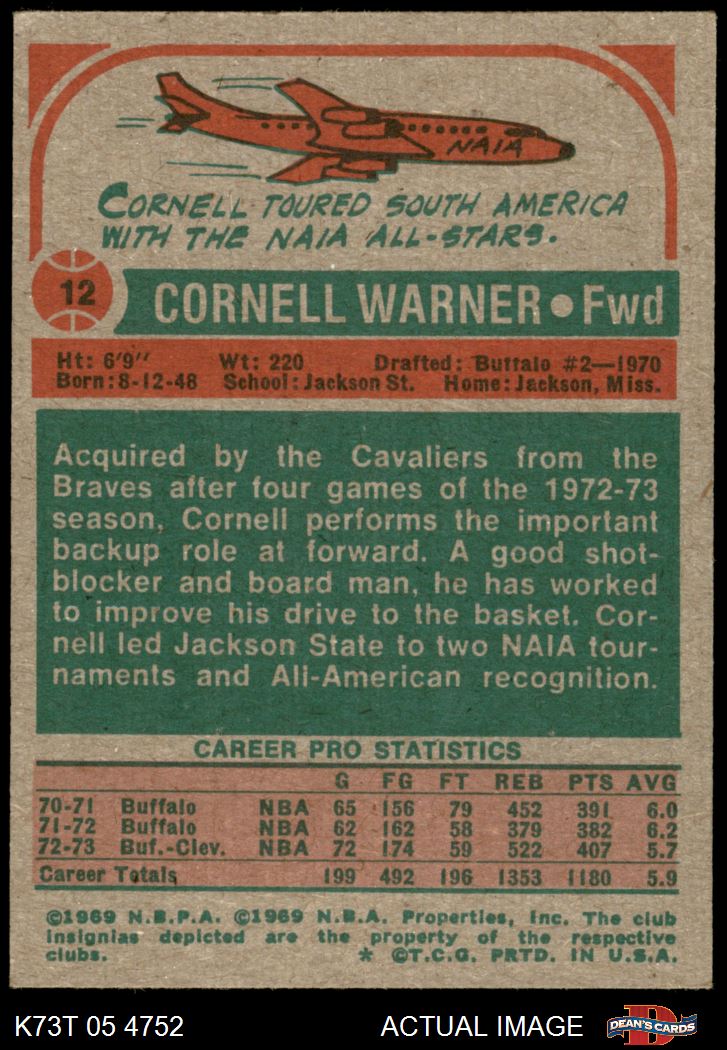 NAIA
CORNELL TOURED SOUTH AMERICA
WITH THE NAIA ALL-STARS.
12
CORNELL WARNER • Fwd
Ht: 6'9" Wt: 220 Drafted: Buffalo #2—1970
Born: 8-12-48 School: Jackson St. Home: Jackson, Miss.
Acquired by the Cavaliers from the
Braves after four games of the 1972-73
season, Cornell performs the important
backup role at forward. A good shot-
blocker and board man, he has worked
to improve his drive to the basket. Cor-
nell led Jackson State to two NAIA tour-
naments and All-American recognition.
CAREER PRO STATISTICS
G FG FT REB PTS AVG
70-71 Buffalo NBA 65 156 79 452 391 6.0
71-72 Buffalo NBA 62 162 58 379 382 6.2
72-73 Buf.-Clev. NBA 72 174 59 522 407 5.7
Career Totals 199 492 196 1353 1180 5.9
©1969 N.B.P.A. ©1969 N.B.A. Properties, Inc. The club
insignias depicted are the property of the respective
clubs. * ©T.C.G. PRTD. IN U.S.A.
K73T 05 4752 ACTUAL IMAGE D DEAN'S CARDS